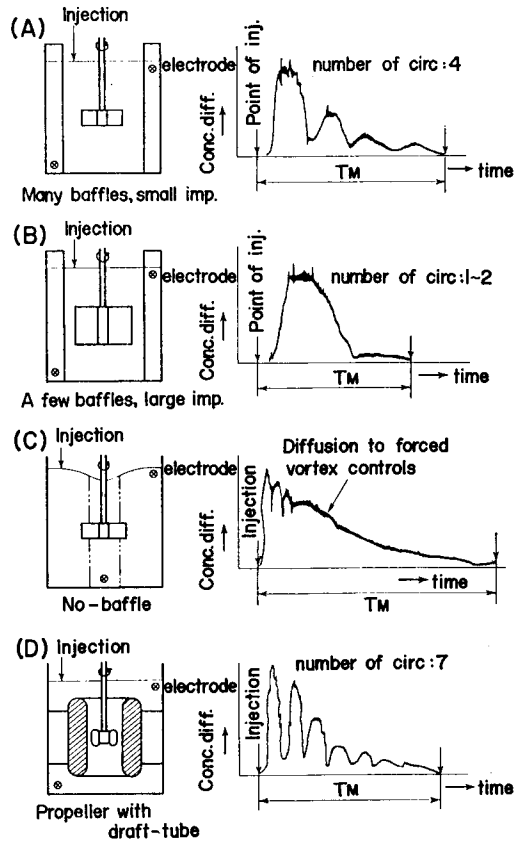 (A) Injection
electrode
Conc. diff.
Point of inj.
number of circ: 4
TM
time
Many baffles, small imp.
(B)
Injection
electrode
Conc. diff.
Point of inj.
number of circ: 1~2
TM
time
A few baffles, large imp.
(C) Injection
electrode
Conc. diff.
Injection
Diffusion to forced
vortex controls
time
TM
No-baffle
(D) Injection
electrode
Conc. diff.
Injection
number of circ: 7
TM
time
Propeller with
draft-tube